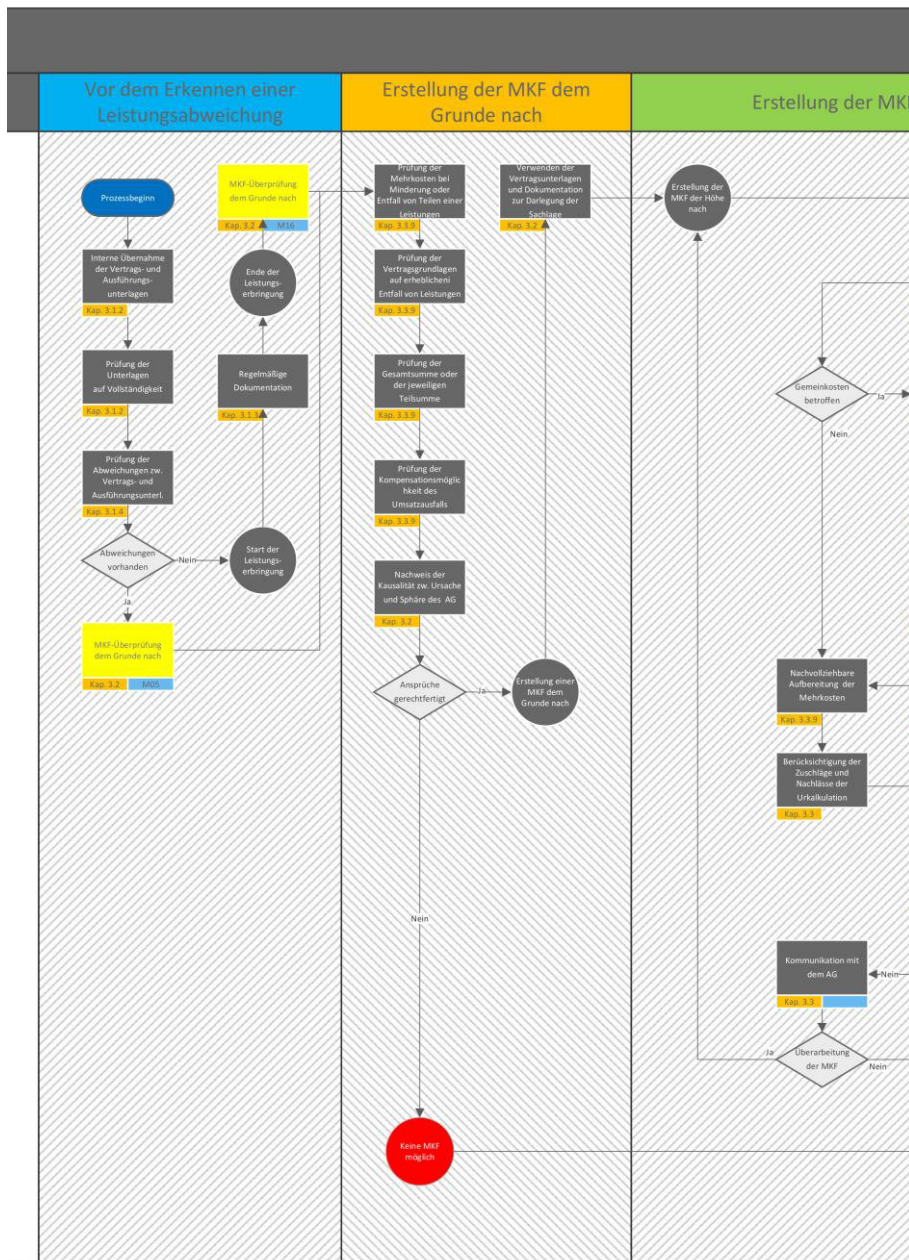 Vor dem Erkennen einer
Leistungsabweichung
Erstellung der MKF dem
Grunde nach
Erstellung der MK
Prozessbeginn
Interne Übernahme
der Vertrags- und
Ausführungs-
unterlagen
Kap. 3.1.2
Prüfung der
Unterlagen
auf Vollständigkeit
Kap. 3.1.2
Prüfung der
Abweichungen zw.
Vertrags- und
Ausführungsunterl.
Kap. 3.1.4
Abweichungen
vorhanden
Nein
Ja
MKF-Überprüfung
dem Grunde nach
Kap. 3.2
M05
MKF-Überprüfung
dem Grunde nach
Kap. 3.2
M16
Ende der
Leistungs-
erbringung
Regelmäßige
Dokumentation
Kap. 3.1.3
Start der
Leistungs-
erbringung
Prüfung der
Mehrkosten bei
Minderung oder
Entfall von Teilen einer
Leistungen
Kap. 3.3.9
Prüfung der
Vertragsgrundlagen
auf erheblicheni
Entfall von Leistungen
Kap. 3.3.9
Prüfung der
Gesamtsumme oder
der jeweiligen
Teilsumme
Kap. 3.3.9
Prüfung der
Kompensationsmöglic
hkeit des
Umsatzausfalls
Kap. 3.3.9
Nachweis der
Kausalität zw. Ursache
und Sphäre des AG
Kap. 3.2
Ansprüche
gerechtfertigt
Ja
Nein
Erstellung einer
MKF dem
Grunde nach
Verwenden der
Vertragsunterlagen
und Dokumentation
zur Darlegung der
Sachlage
Kap. 3.2
Keine MKF
möglich
Erstellung der
MKF der Höhe
nach
Gemeinkosten
betroffen
Ja
Nein
Nachvollziehbare
Aufbereitung der
Mehrkosten
Kap. 3.3.9
Berücksichtigung der
Zuschläge und
Nachlässe der
Urkalkulation
Kap. 3.3
Kommunikation mit
dem AG
Nein
Kap. 3.3
Überarbeitung
der MKF
Ja
Nein